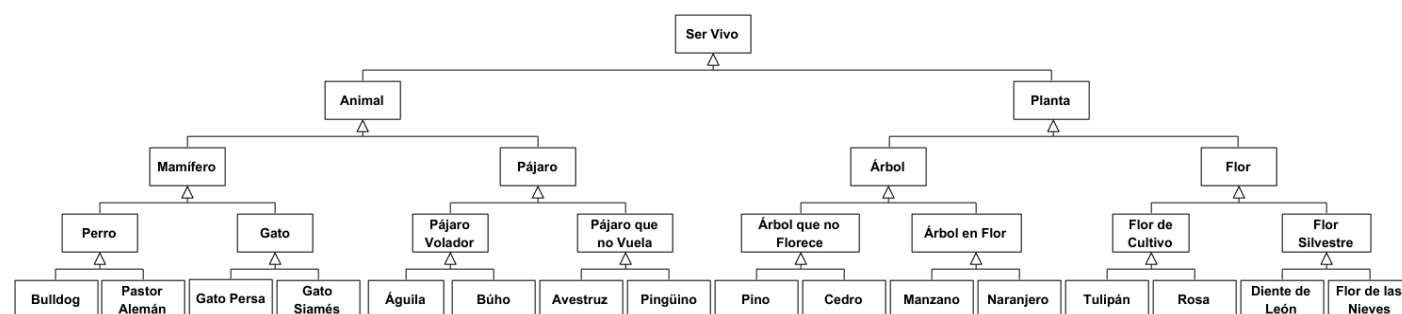 Ser Vivo
Animal
Planta
Mamífero
Pájaro
Árbol
Flor
Perro
Gato
Pájaro
Volador
Pájaro que
no Vuela
Árbol que no
Florece
Árbol en Flor
Flor de
Cultivo
Flor
Silvestre
Bulldog
Pastor
Alemán
Gato Persa
Gato
Siamés
Águila
Búho
Avestruz
Pingüino
Pino
Cedro
Manzano
Naranjero
Tulipán
Rosa
Diente de
León
Flor de las
Nieves